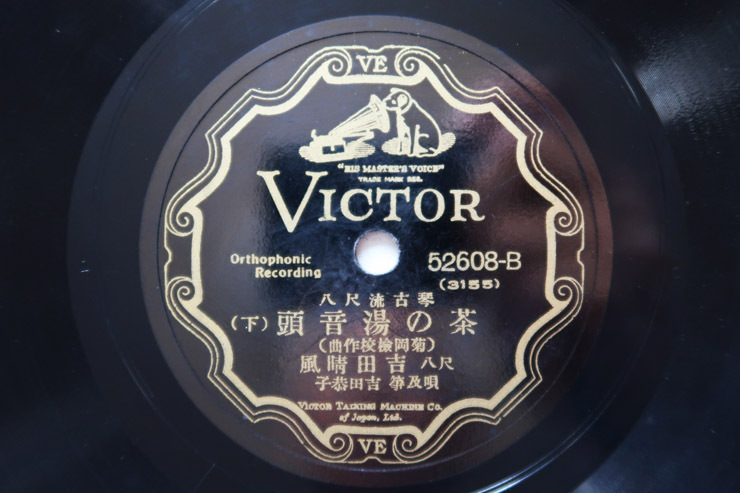 VE
"HIS MASTER'S VOICE"
TRADE MARK REG.
VICTOR
Orthophonic
Recording
52608-B
(3155)
琴古流尺八
茶の湯音頭 (下)
(菊岡檢校作曲)
尺八 吉田晴風
唄及箏 吉田恭子
VICTOR TALKING MACHINE CO.
of Japan, Ltd.
VE